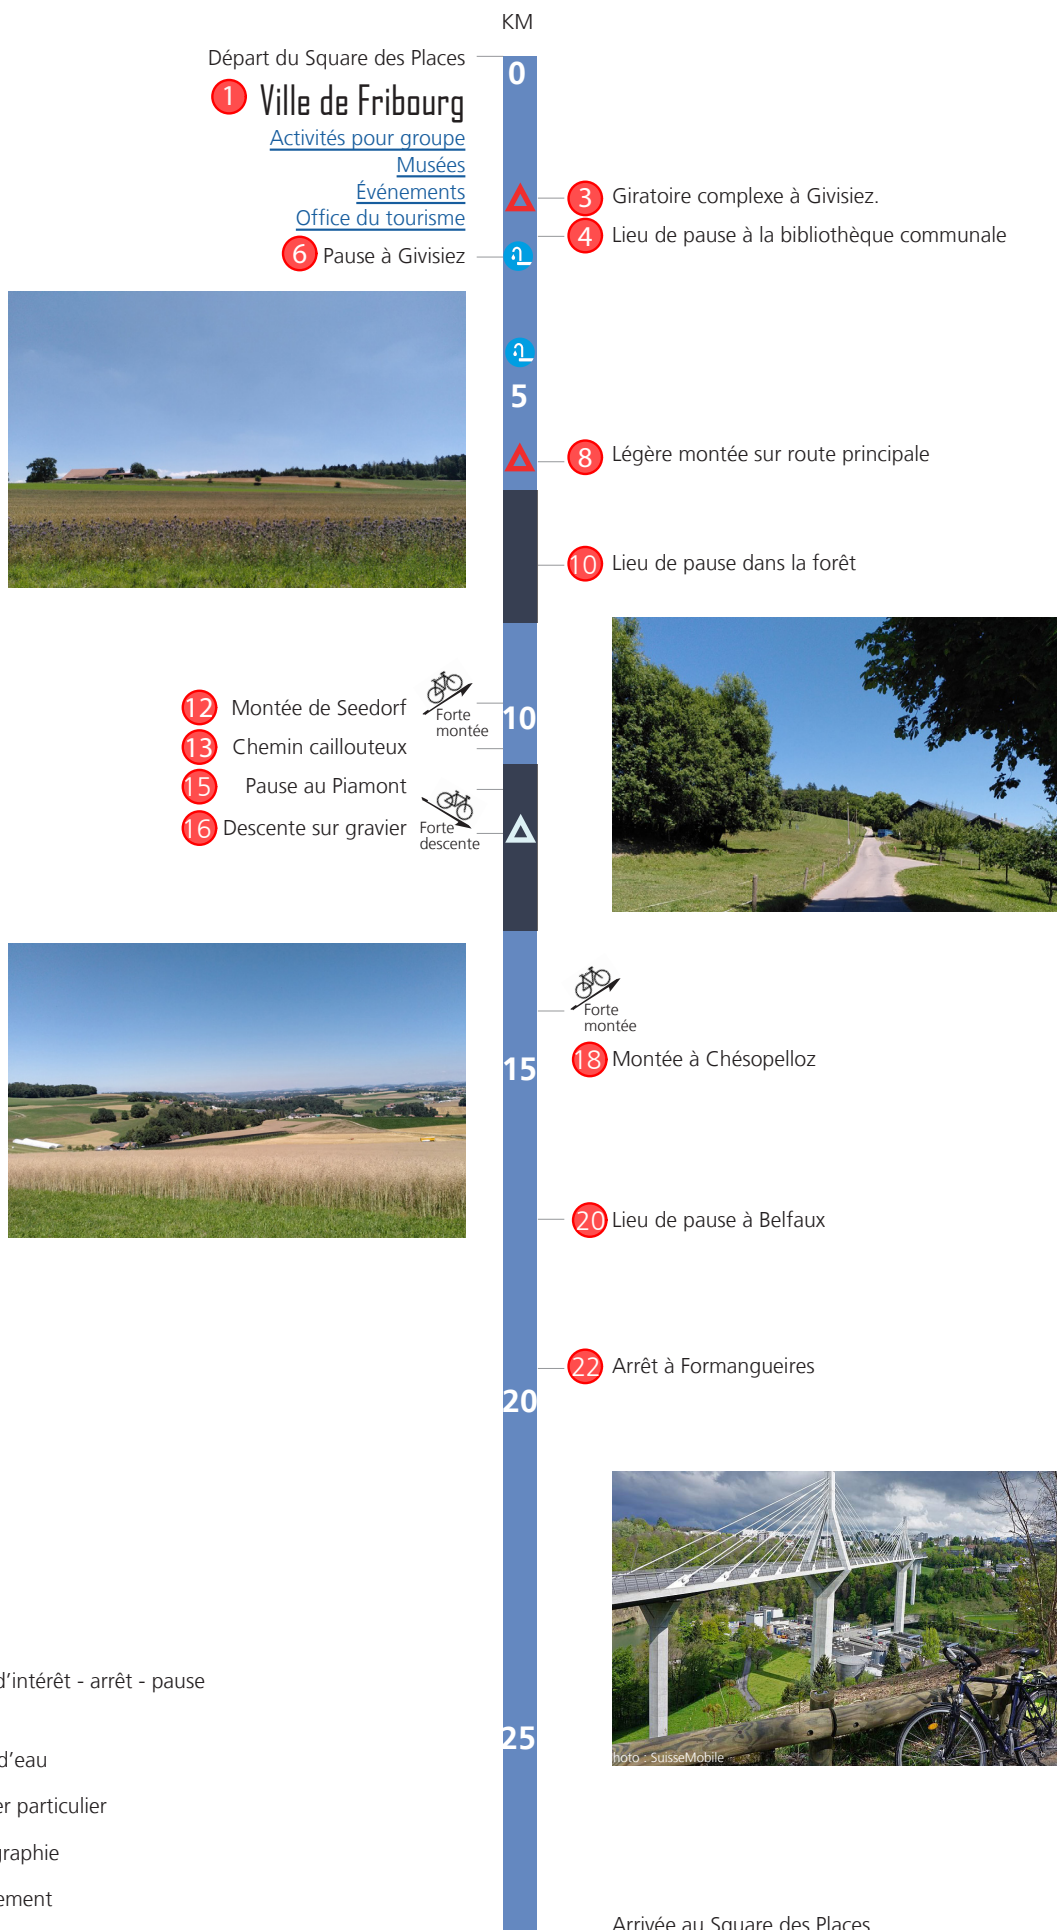 KM
Départ du Square des Places
0
1 Ville de Fribourg
Activités pour groupe
Musées
Événements
Office du tourisme
3 Giratoire complexe à Givisiez.
4 Lieu de pause à la bibliothèque communale
6 Pause à Givisiez
5
8 Légère montée sur route principale
10 Lieu de pause dans la forêt
12 Montée de Seedorf
Forte
montée
10
13 Chemin caillouteux
15 Pause au Piamont
16 Descente sur gravier
Forte
descente
Forte
montée
15
18 Montée à Chésopelloz
20 Lieu de pause à Belfaux
22 Arrêt à Formangueires
20
d'intérêt - arrêt - pause
25
hoto : SuisseMobile
d'eau
er particulier
graphie
ement
Arrivée au Square des Places